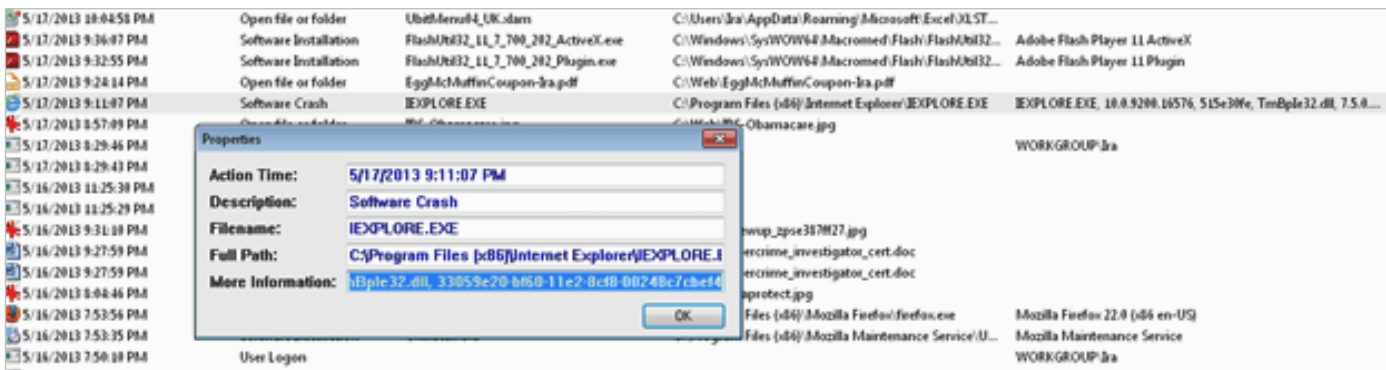 5/17/2013 10:04:58 PM Open file or folder UbitMenu04_UK.xlam C:\Users\Ira\AppData\Roaming\Microsoft\Excel\XLST...
5/17/2013 9:36:07 PM Software Installation FlashUtil32_11_7_700_202_ActiveX.exe C:\Windows\SysWOW64\Macromed\Flash\FlashUtil32... Adobe Flash Player 11 ActiveX
5/17/2013 9:32:55 PM Software Installation FlashUtil32_11_7_700_202_Plugin.exe C:\Windows\SysWOW64\Macromed\Flash\FlashUtil32... Adobe Flash Player 11 Plugin
5/17/2013 9:24:14 PM Open file or folder EggMcMuffinCoupon-Ira.pdf C:\Web\EggMcMuffinCoupon-Ira.pdf
5/17/2013 9:11:07 PM Software Crash IEXPLORE.EXE C:\Program Files (x86)\Internet Explorer\IEXPLORE.EXE IEXPLORE.EXE, 10.0.9200.16576, 515e30fe, TmBpIe32.dll, 7.5.0....
5/17/2013 8:57:09 PM -Obamacare.jpg
5/17/2013 8:29:46 PM WORKGROUP\Ira
5/17/2013 8:29:43 PM
5/16/2013 11:25:30 PM
5/16/2013 11:25:29 PM
5/16/2013 9:31:10 PM ewup_zpse387ff27.jpg
5/16/2013 9:27:59 PM ercrime_investigator_cert.doc
5/16/2013 9:27:59 PM ercrime_investigator_cert.doc
5/16/2013 8:04:46 PM aprotect.jpg
5/16/2013 7:53:56 PM Files (x86)\Mozilla Firefox\firefox.exe Mozilla Firefox 22.0 (x86 en-US)
5/16/2013 7:53:35 PM Files (x86)\Mozilla Maintenance Service\U... Mozilla Maintenance Service
5/16/2013 7:50:10 PM User Logon WORKGROUP\Ira
Properties
Action Time: 5/17/2013 9:11:07 PM
Description: Software Crash
Filename: IEXPLORE.EXE
Full Path: C:\Program Files (x86)\Internet Explorer\IEXPLORE.E
More Information: nBpIe32.dll, 33059e20-bf60-11e2-8cf8-00248c7cbef4
OK